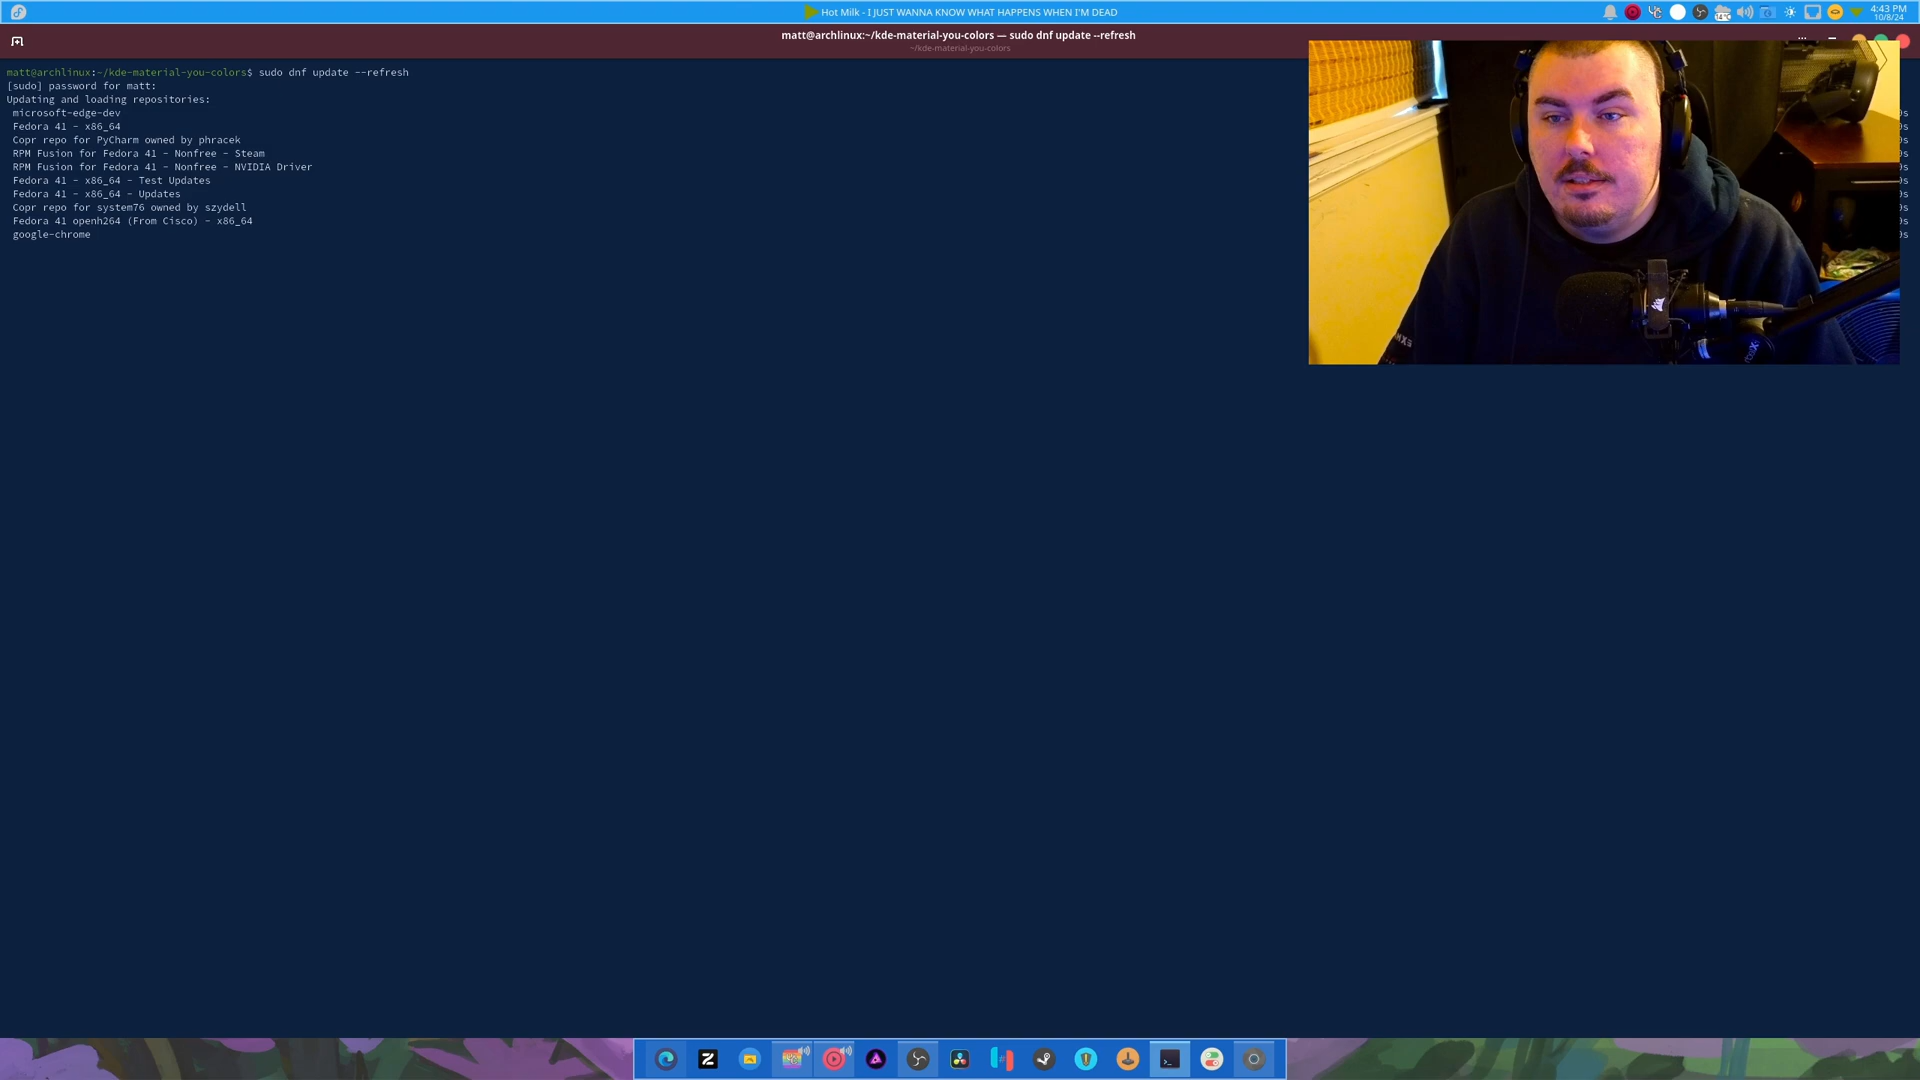 Hot Milk - I JUST WANNA KNOW WHAT HAPPENS WHEN I'M DEAD
14°C
4:43 PM
10/8/24
matt@archlinux:~/kde-material-you-colors — sudo dnf update --refresh
~/kde-material-you-colors
matt@archlinux:~/kde-material-you-colors$ sudo dnf update --refresh
[sudo] password for matt:
Updating and loading repositories:
microsoft-edge-dev
Fedora 41 - x86_64
Copr repo for PyCharm owned by phracek
RPM Fusion for Fedora 41 - Nonfree - Steam
RPM Fusion for Fedora 41 - Nonfree - NVIDIA Driver
Fedora 41 - x86_64 - Test Updates
Fedora 41 - x86_64 - Updates
Copr repo for system76 owned by szydell
Fedora 41 openh264 (From Cisco) - x86_64
google-chrome